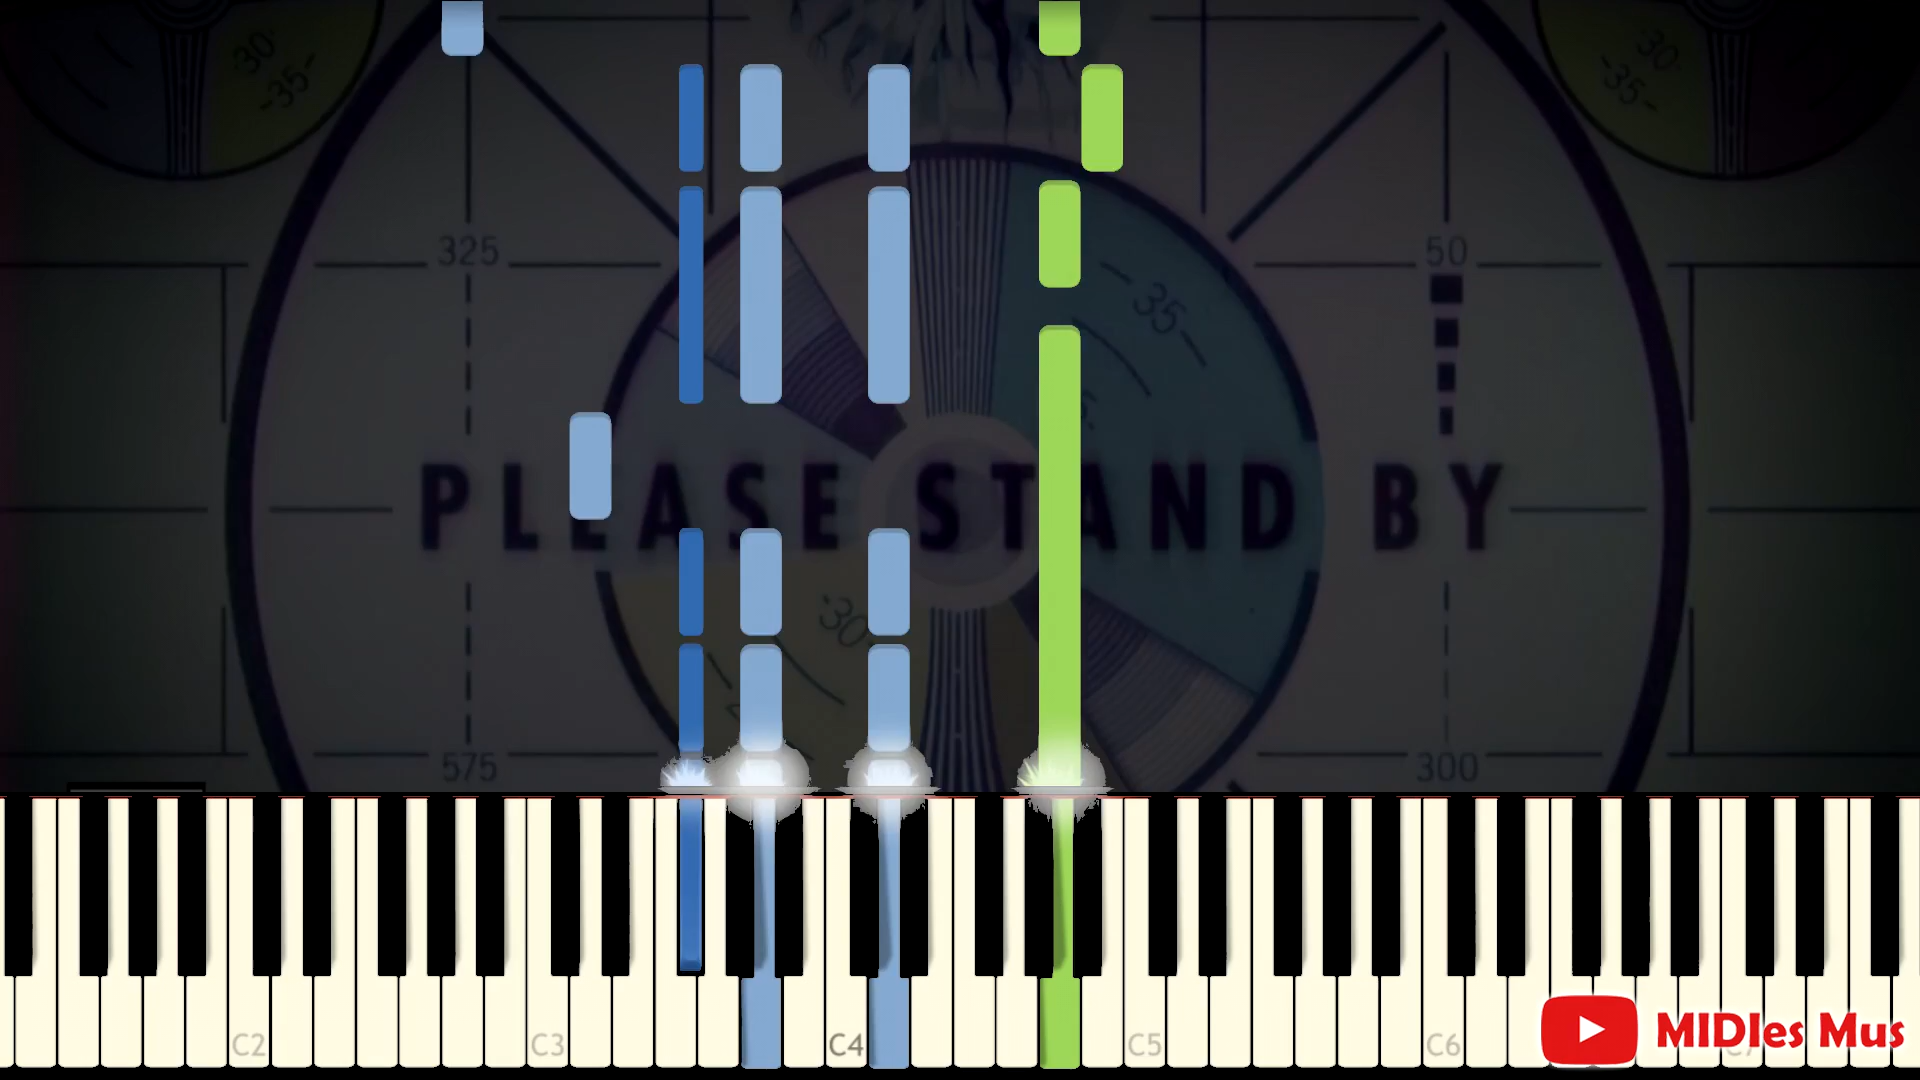 -30
-35-
-30
-35-
325
50
-35-
PLEASE STAND BY
-30-
575
300
C2
C3
C4
C5
C6
C7
MIDIes Mus